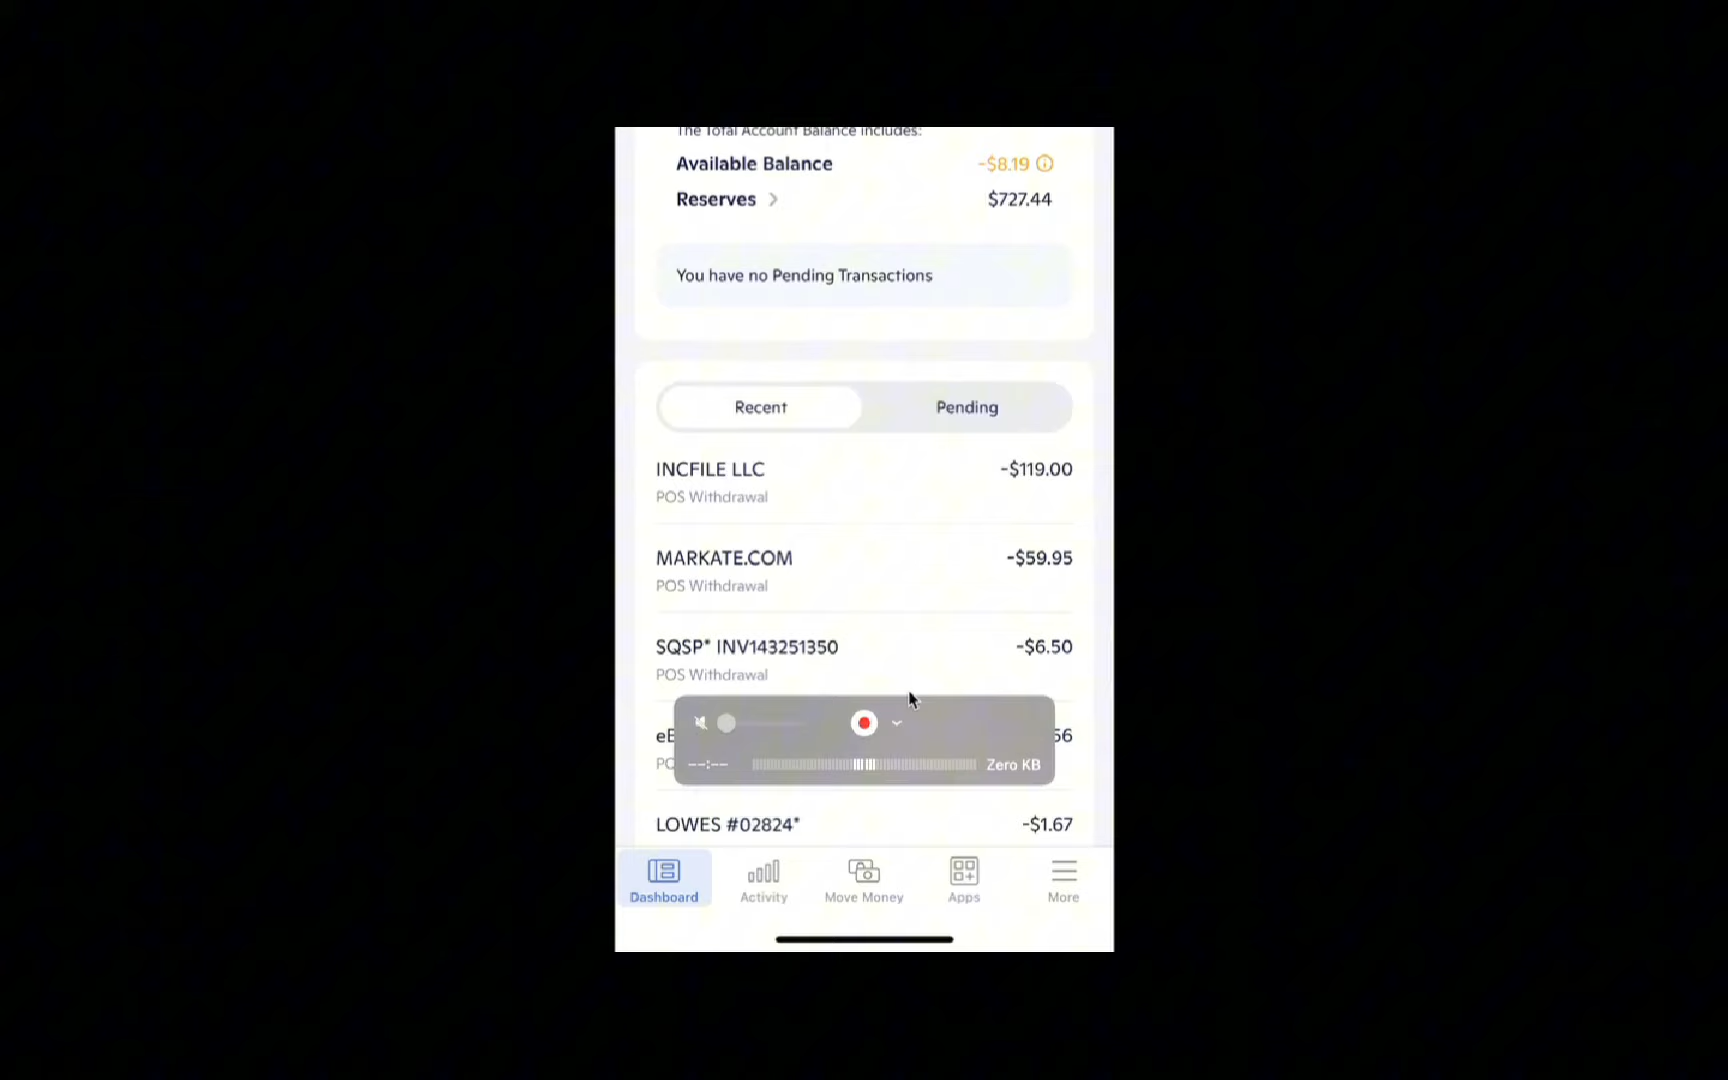 The Total Account Balance includes:
Available Balance -$8.19
Reserves $727.44
You have no Pending Transactions
Recent Pending
INCFILE LLC -$119.00
POS Withdrawal
MARKATE.COM -$59.95
POS Withdrawal
SQSP* INV143251350 -$6.50
POS Withdrawal
--:-- Zero KB
LOWES #02824* -$1.67
Dashboard Activity Move Money Apps More